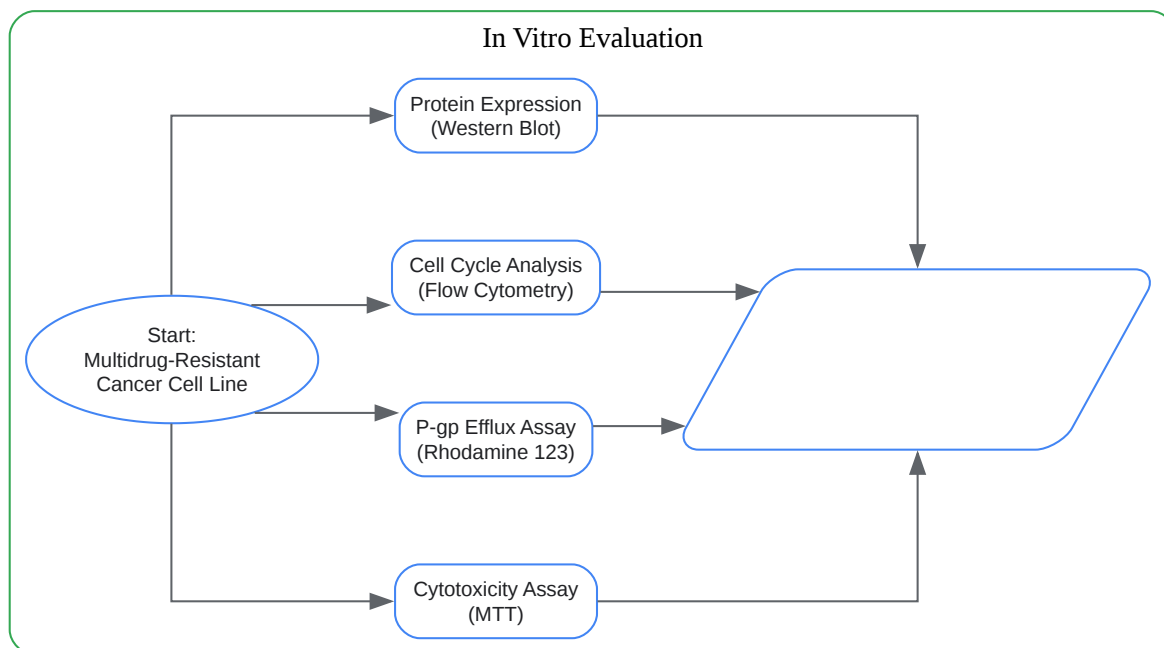 In Vitro Evaluation
Protein Expression
(Western Blot)
Cell Cycle Analysis
(Flow Cytometry)
Start:
Multidrug-Resistant
Cancer Cell Line
P-gp Efflux Assay
(Rhodamine 123)
Cytotoxicity Assay
(MTT)